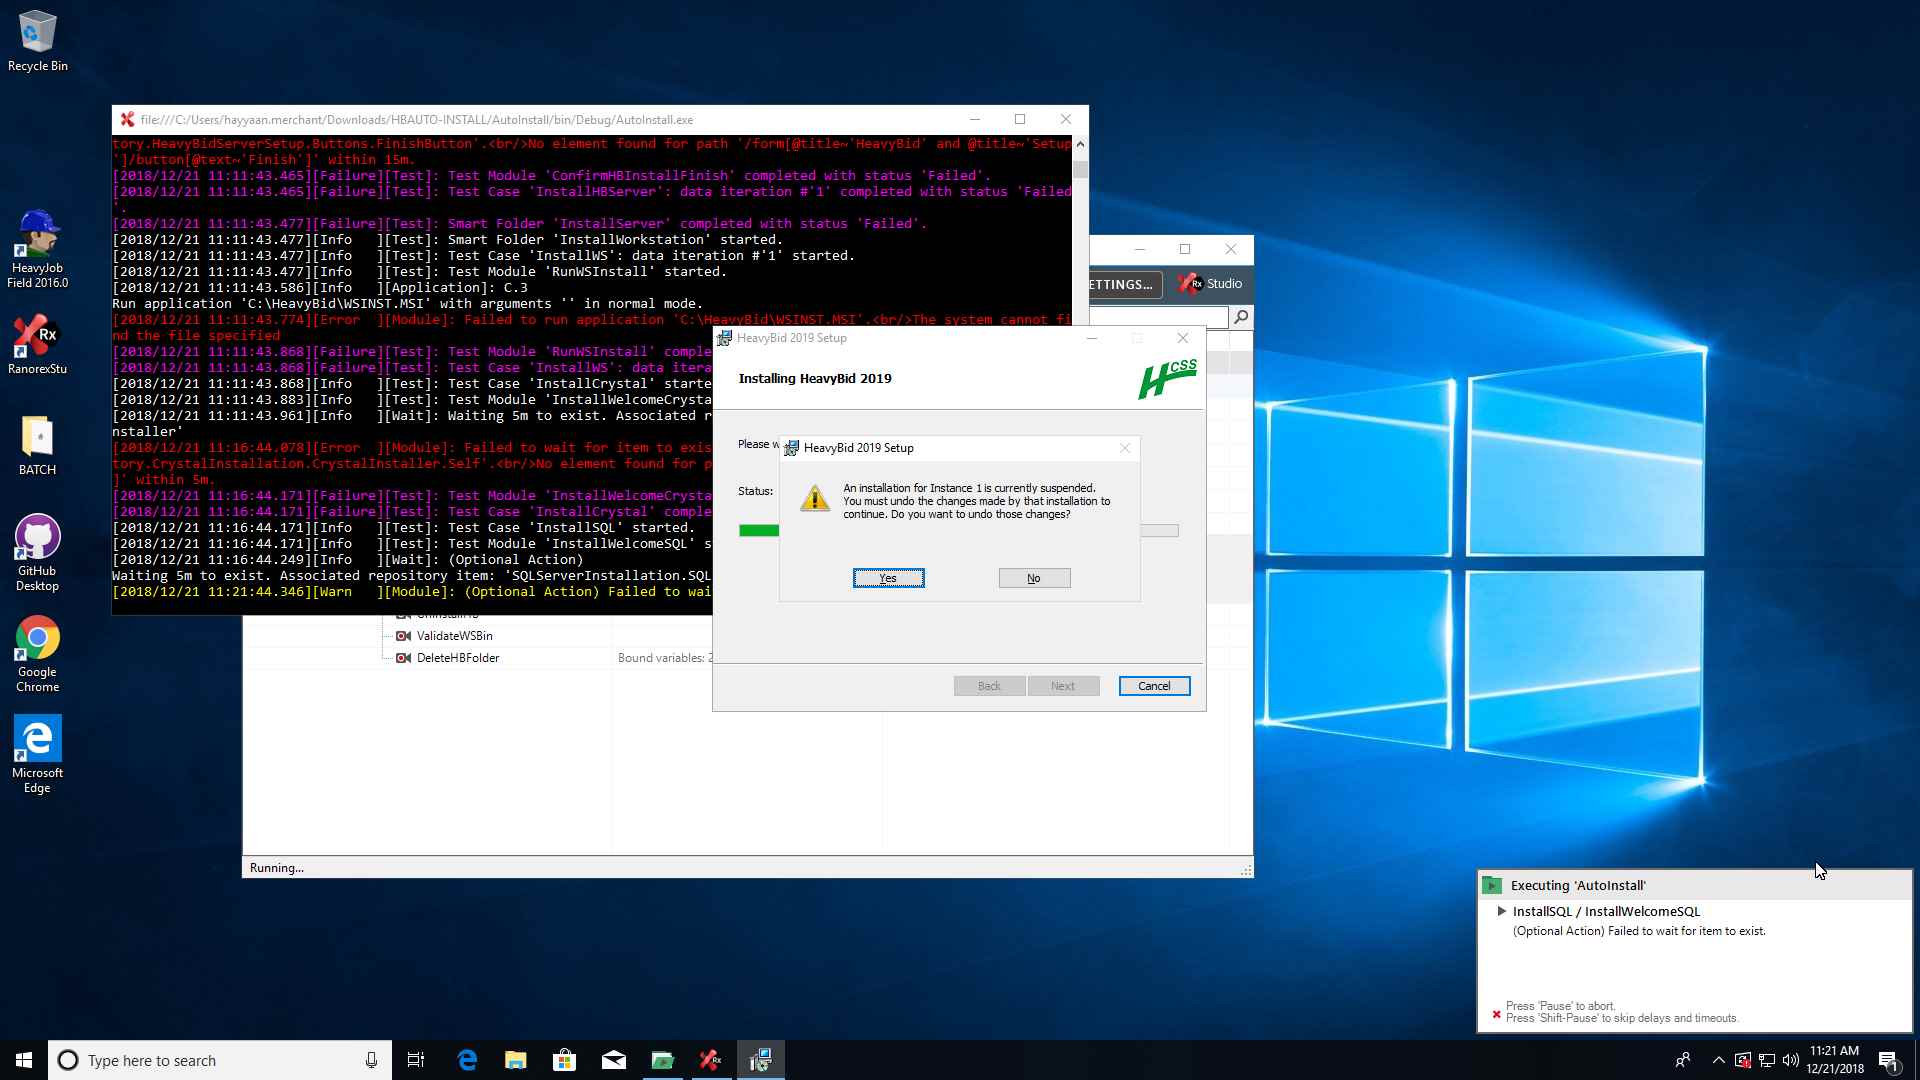 Recycle Bin
HeavyJob
Field 2016.0
RanorexStu
BATCH
GitHub
Desktop
Google
Chrome
Microsoft
Edge
file:///C:/Users/hayyaan.merchant/Downloads/HBAUTO-INSTALL/AutoInstall/bin/Debug/AutoInstall.exe
tory.HeavyBidServerSetup.Buttons.FinishButton'.<br/>No element found for path '/form[@title~'HeavyBid' and @title~'Setup
']/button[@text~'Finish']' within 15m.
[2018/12/21 11:11:43.465][Failure][Test]: Test Module 'ConfirmHBInstallFinish' completed with status 'Failed'.
[2018/12/21 11:11:43.465][Failure][Test]: Test Case 'InstallHBServer': data iteration #'1' completed with status 'Failed
'.
[2018/12/21 11:11:43.477][Failure][Test]: Smart Folder 'InstallServer' completed with status 'Failed'.
[2018/12/21 11:11:43.477][Info   ][Test]: Smart Folder 'InstallWorkstation' started.
[2018/12/21 11:11:43.477][Info   ][Test]: Test Case 'InstallWS': data iteration #'1' started.
[2018/12/21 11:11:43.477][Info   ][Test]: Test Module 'RunWSInstall' started.
[2018/12/21 11:11:43.586][Info   ][Application]: C.3
Run application 'C:\HeavyBid\WSINST.MSI' with arguments '' in normal mode.
[2018/12/21 11:11:43.774][Error  ][Module]: Failed to run application 'C:\HeavyBid\WSINST.MSI'.<br/>The system cannot fi
nd the file specified
[2018/12/21 11:11:43.868][Failure][Test]: Test Module 'RunWSInstall' comple
[2018/12/21 11:11:43.868][Failure][Test]: Test Case 'InstallWS': data itera
[2018/12/21 11:11:43.868][Info   ][Test]: Test Case 'InstallCrystal' starte
[2018/12/21 11:11:43.883][Info   ][Test]: Test Module 'InstallWelcomeCrysta
[2018/12/21 11:11:43.961][Info   ][Wait]: Waiting 5m to exist. Associated r
nstaller'
[2018/12/21 11:16:44.078][Error  ][Module]: Failed to wait for item to exis
tory.CrystalInstallation.CrystalInstaller.Self'.<br/>No element found for p
]' within 5m.
[2018/12/21 11:16:44.171][Failure][Test]: Test Module 'InstallWelcomeCrysta
[2018/12/21 11:16:44.171][Failure][Test]: Test Case 'InstallCrystal' comple
[2018/12/21 11:16:44.171][Info   ][Test]: Test Case 'InstallSQL' started.
[2018/12/21 11:16:44.171][Info   ][Test]: Test Module 'InstallWelcomeSQL' s
[2018/12/21 11:16:44.249][Info   ][Wait]: (Optional Action)
Waiting 5m to exist. Associated repository item: 'SQLServerInstallation.SQL
[2018/12/21 11:21:44.346][Warn   ][Module]: (Optional Action) Failed to wai
ETTINGS...
Rx Studio
ValidateWSBin
DeleteHBFolder
Bound variables: 2
Running...
HeavyBid 2019 Setup
Installing HeavyBid 2019
HCSS
Please w
Status:
HeavyBid 2019 Setup
An installation for Instance 1 is currently suspended.
You must undo the changes made by that installation to
continue. Do you want to undo those changes?
Yes
No
Back
Next
Cancel
Executing 'AutoInstall'
InstallSQL / InstallWelcomeSQL
(Optional Action) Failed to wait for item to exist.
Press 'Pause' to abort.
Press 'Shift-Pause' to skip delays and timeouts.
Type here to search
11:21 AM
12/21/2018
1